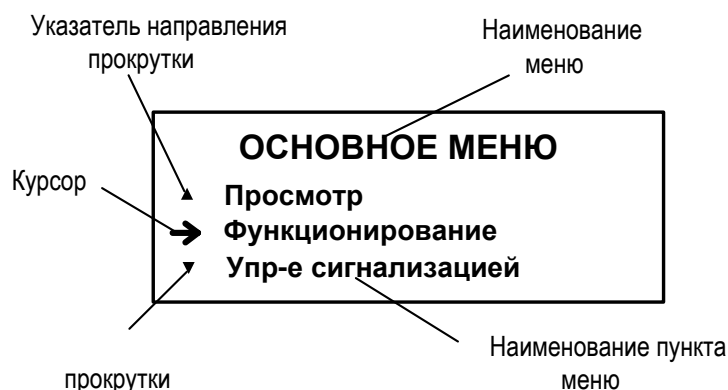 Указатель направления
прокрутки
Наименование
меню
ОСНОВНОЕ МЕНЮ
Курсор
Просмотр
Функционирование
Упр-е сигнализацией
прокрутки
Наименование пункта
меню